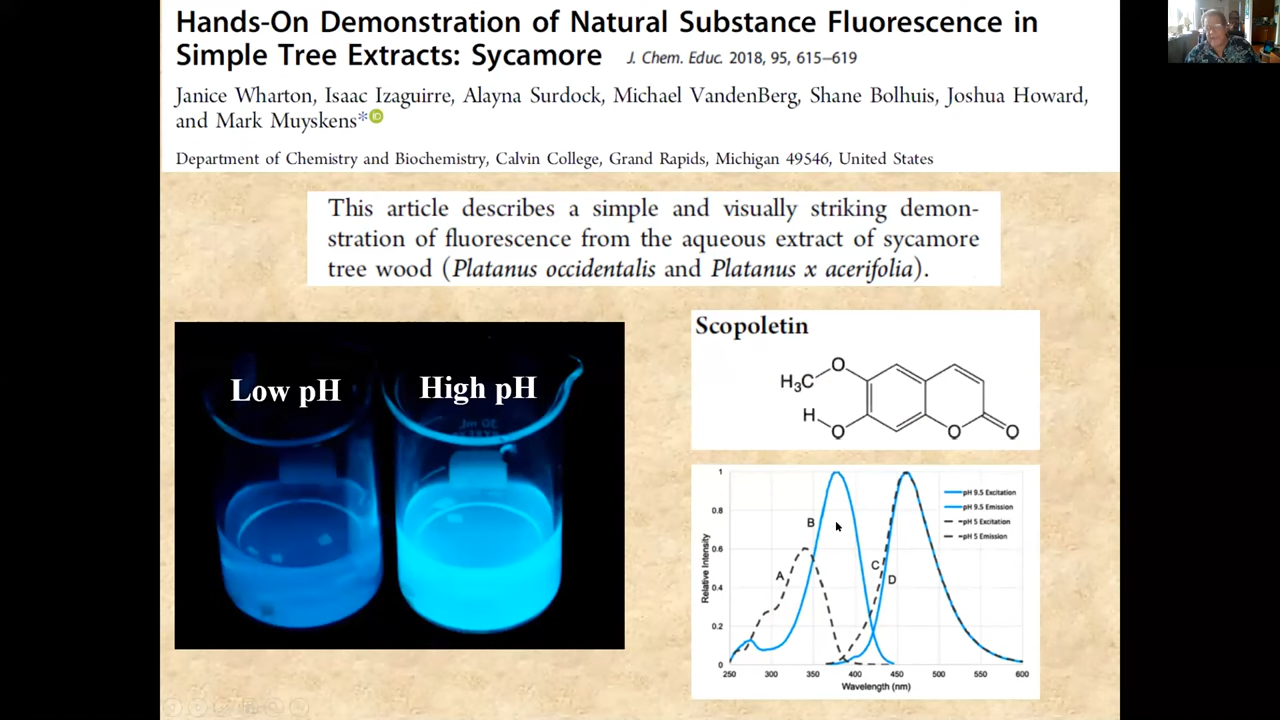 Hands-On Demonstration of Natural Substance Fluorescence in
Simple Tree Extracts: Sycamore J. Chem. Educ. 2018, 95, 615–619
Janice Wharton, Isaac Izaguirre, Alayna Surdock, Michael VandenBerg, Shane Bolhuis, Joshua Howard,
and Mark Muyskens*
iD
Department of Chemistry and Biochemistry, Calvin College, Grand Rapids, Michigan 49546, United States
This article describes a simple and visually striking demon-
stration of fluorescence from the aqueous extract of sycamore
tree wood (Platanus occidentalis and Platanus x acerifolia).
Low pH
High pH
Scopoletin
H3C
O
H
O
O
O
Relative Intensity
1
0.8
0.6
0.4
0.2
0
A
B
C
D
pH 9.5 Excitation
pH 9.5 Emission
pH 5 Excitation
pH 5 Emission
250 300 350 400 450 500 550 600
Wavelength (nm)